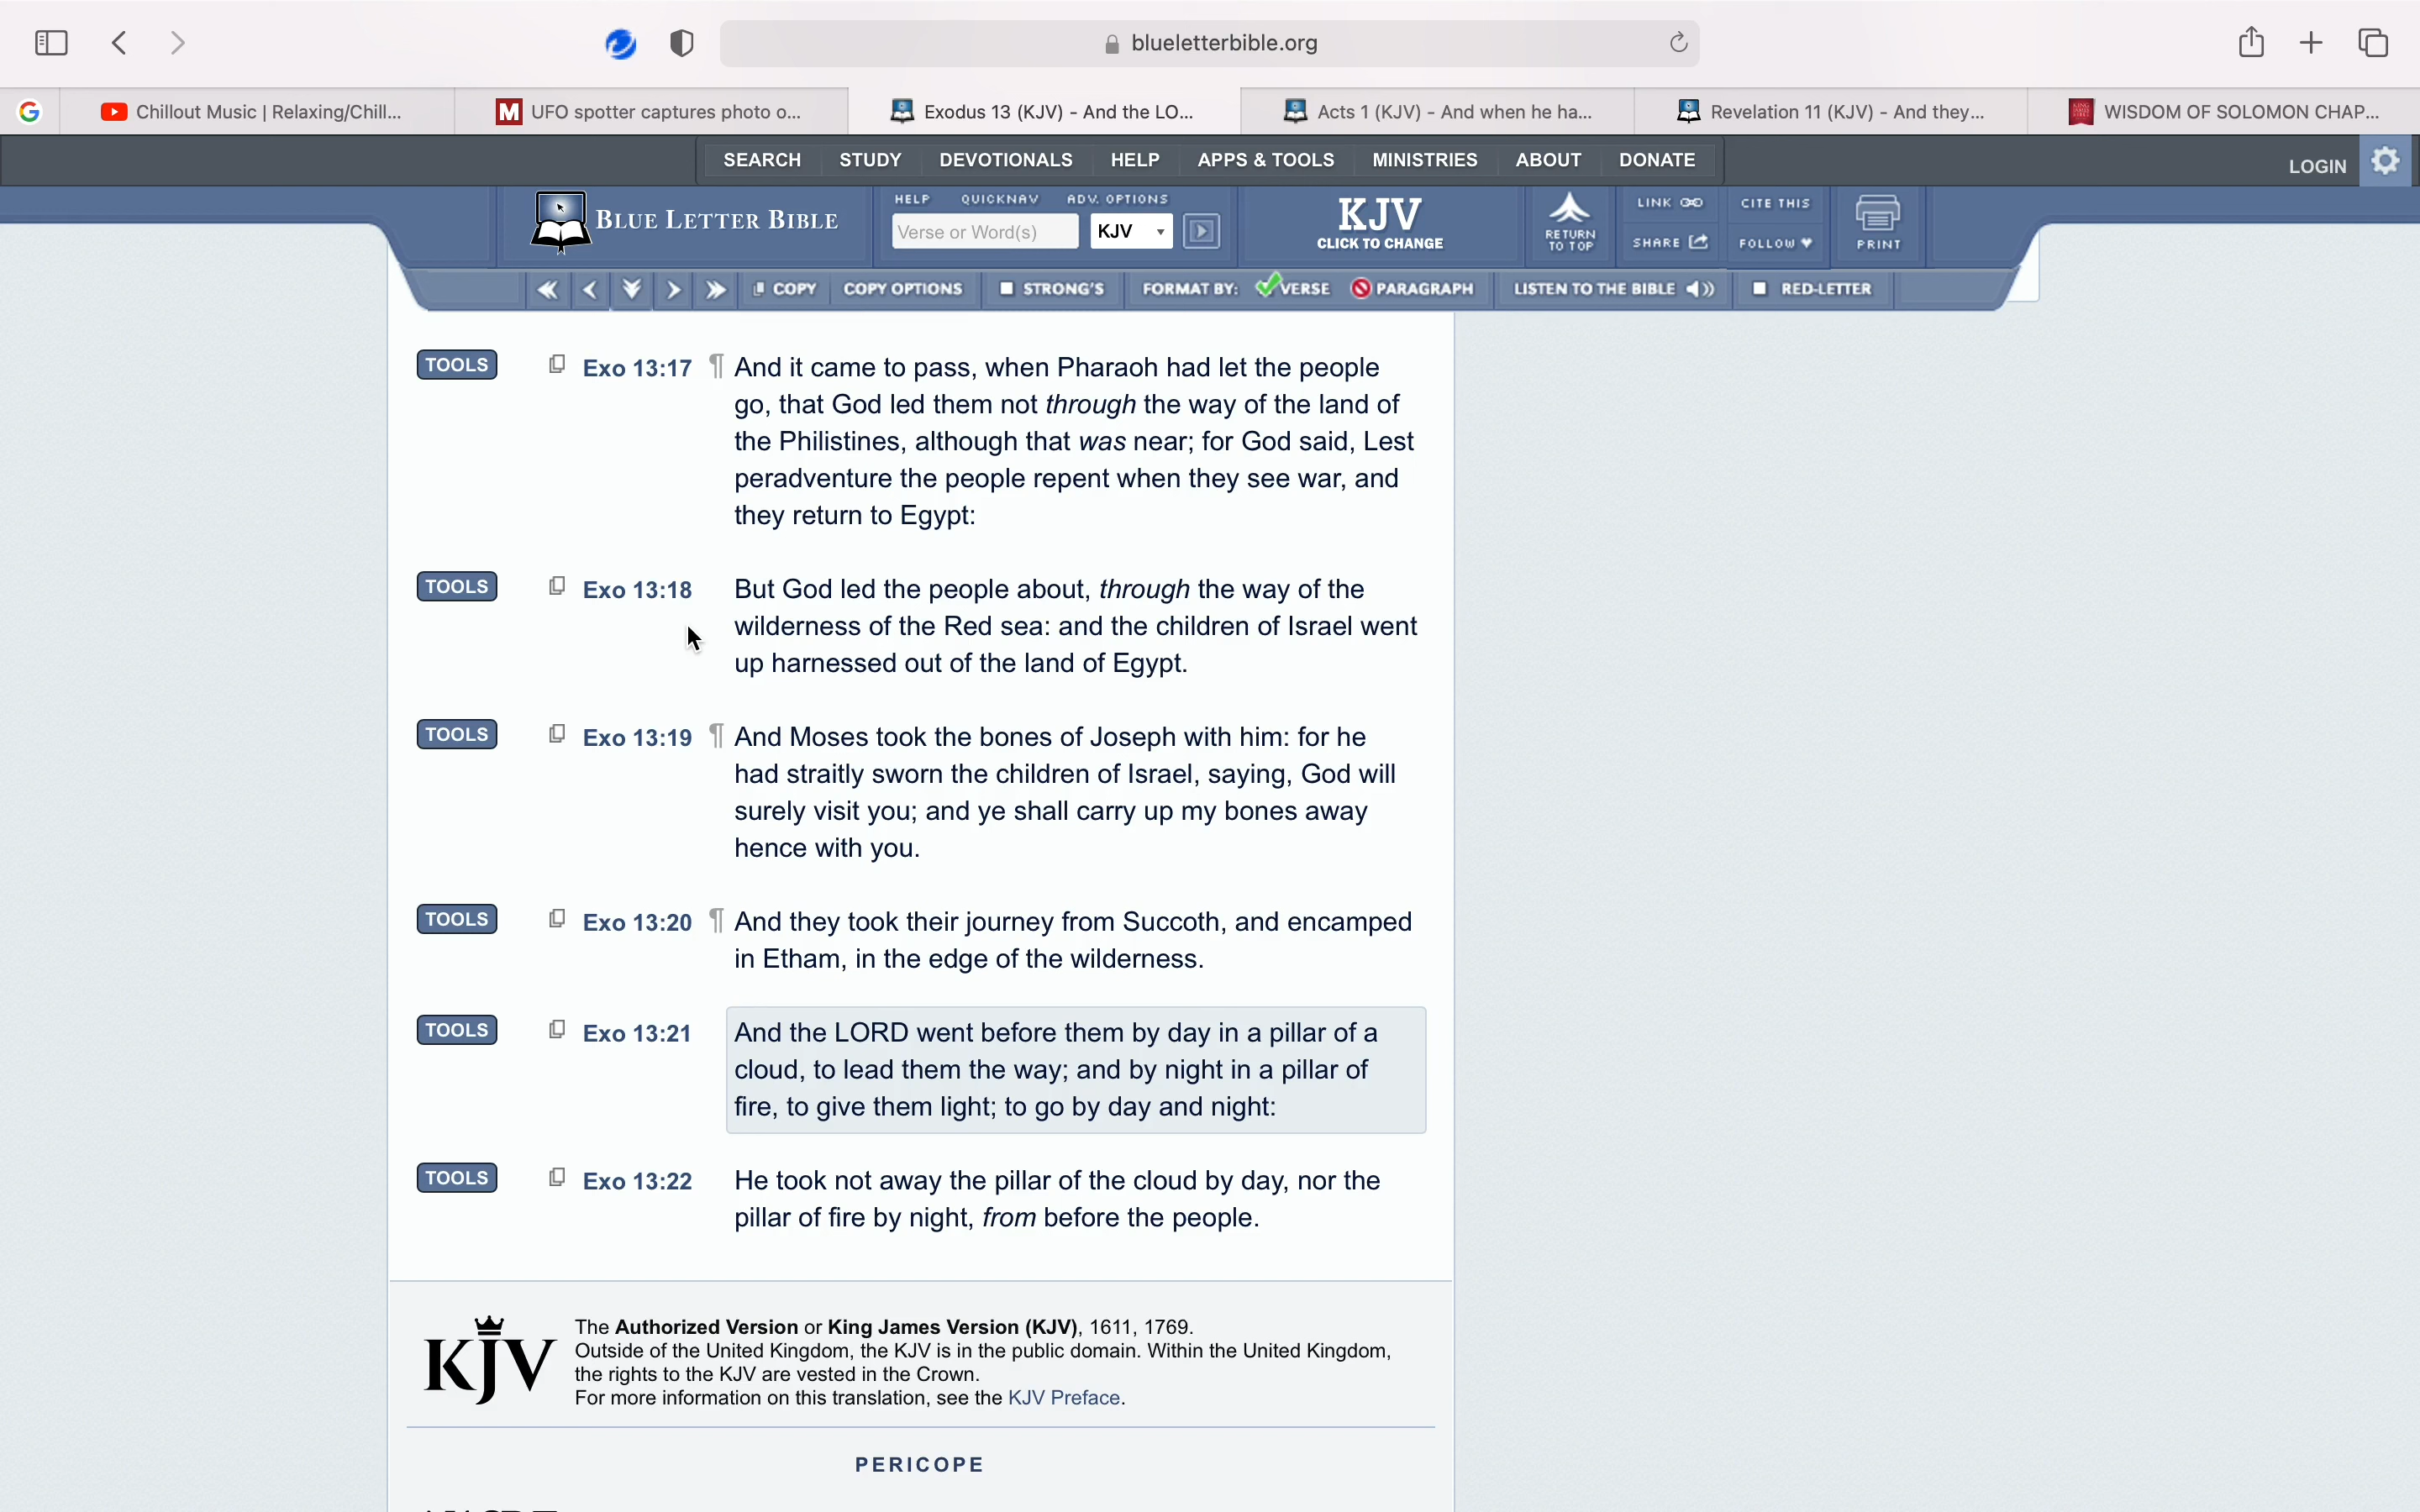 blueletterbible.org
Chillout Music | Relaxing/Chill...
M UFO spotter captures photo o...
Exodus 13 (KJV) - And the LO...
Acts 1 (KJV) - And when he ha...
Revelation 11 (KJV) - And they...
WISDOM OF SOLOMON CHAP...
SEARCH STUDY DEVOTIONALS HELP APPS & TOOLS MINISTRIES ABOUT DONATE
LOGIN
BLUE LETTER BIBLE
HELP QUICKNAV ADV. OPTIONS
Verse or Word(s) KJV
KJV
CLICK TO CHANGE
RETURN
TO TOP
LINK
SHARE
CITE THIS
FOLLOW
PRINT
COPY COPY OPTIONS STRONG'S FORMAT BY: VERSE PARAGRAPH LISTEN TO THE BIBLE RED-LETTER
TOOLS Exo 13:17 ¶ And it came to pass, when Pharaoh had let the people
go, that God led them not through the way of the land of
the Philistines, although that was near; for God said, Lest
peradventure the people repent when they see war, and
they return to Egypt:
TOOLS Exo 13:18 But God led the people about, through the way of the
wilderness of the Red sea: and the children of Israel went
up harnessed out of the land of Egypt.
TOOLS Exo 13:19 ¶ And Moses took the bones of Joseph with him: for he
had straitly sworn the children of Israel, saying, God will
surely visit you; and ye shall carry up my bones away
hence with you.
TOOLS Exo 13:20 ¶ And they took their journey from Succoth, and encamped
in Etham, in the edge of the wilderness.
TOOLS Exo 13:21 And the LORD went before them by day in a pillar of a
cloud, to lead them the way; and by night in a pillar of
fire, to give them light; to go by day and night:
TOOLS Exo 13:22 He took not away the pillar of the cloud by day, nor the
pillar of fire by night, from before the people.
KJV
The Authorized Version or King James Version (KJV), 1611, 1769.
Outside of the United Kingdom, the KJV is in the public domain. Within the United Kingdom,
the rights to the KJV are vested in the Crown.
For more information on this translation, see the KJV Preface.
PERICOPE